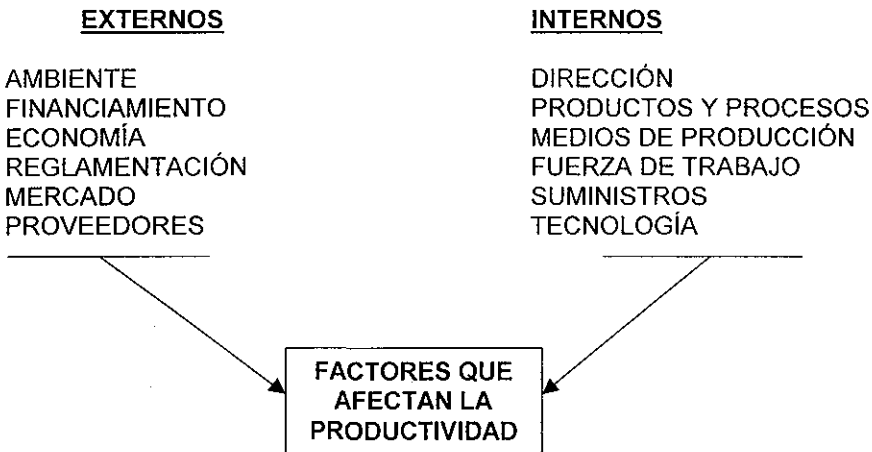 EXTERNOS
AMBIENTE
FINANCIAMIENTO
ECONOMÍA
REGLAMENTACIÓN
MERCADO
PROVEEDORES
INTERNOS
DIRECCIÓN
PRODUCTOS Y PROCESOS
MEDIOS DE PRODUCCIÓN
FUERZA DE TRABAJO
SUMINISTROS
TECNOLOGÍA
FACTORES QUE
AFECTAN LA
PRODUCTIVIDAD